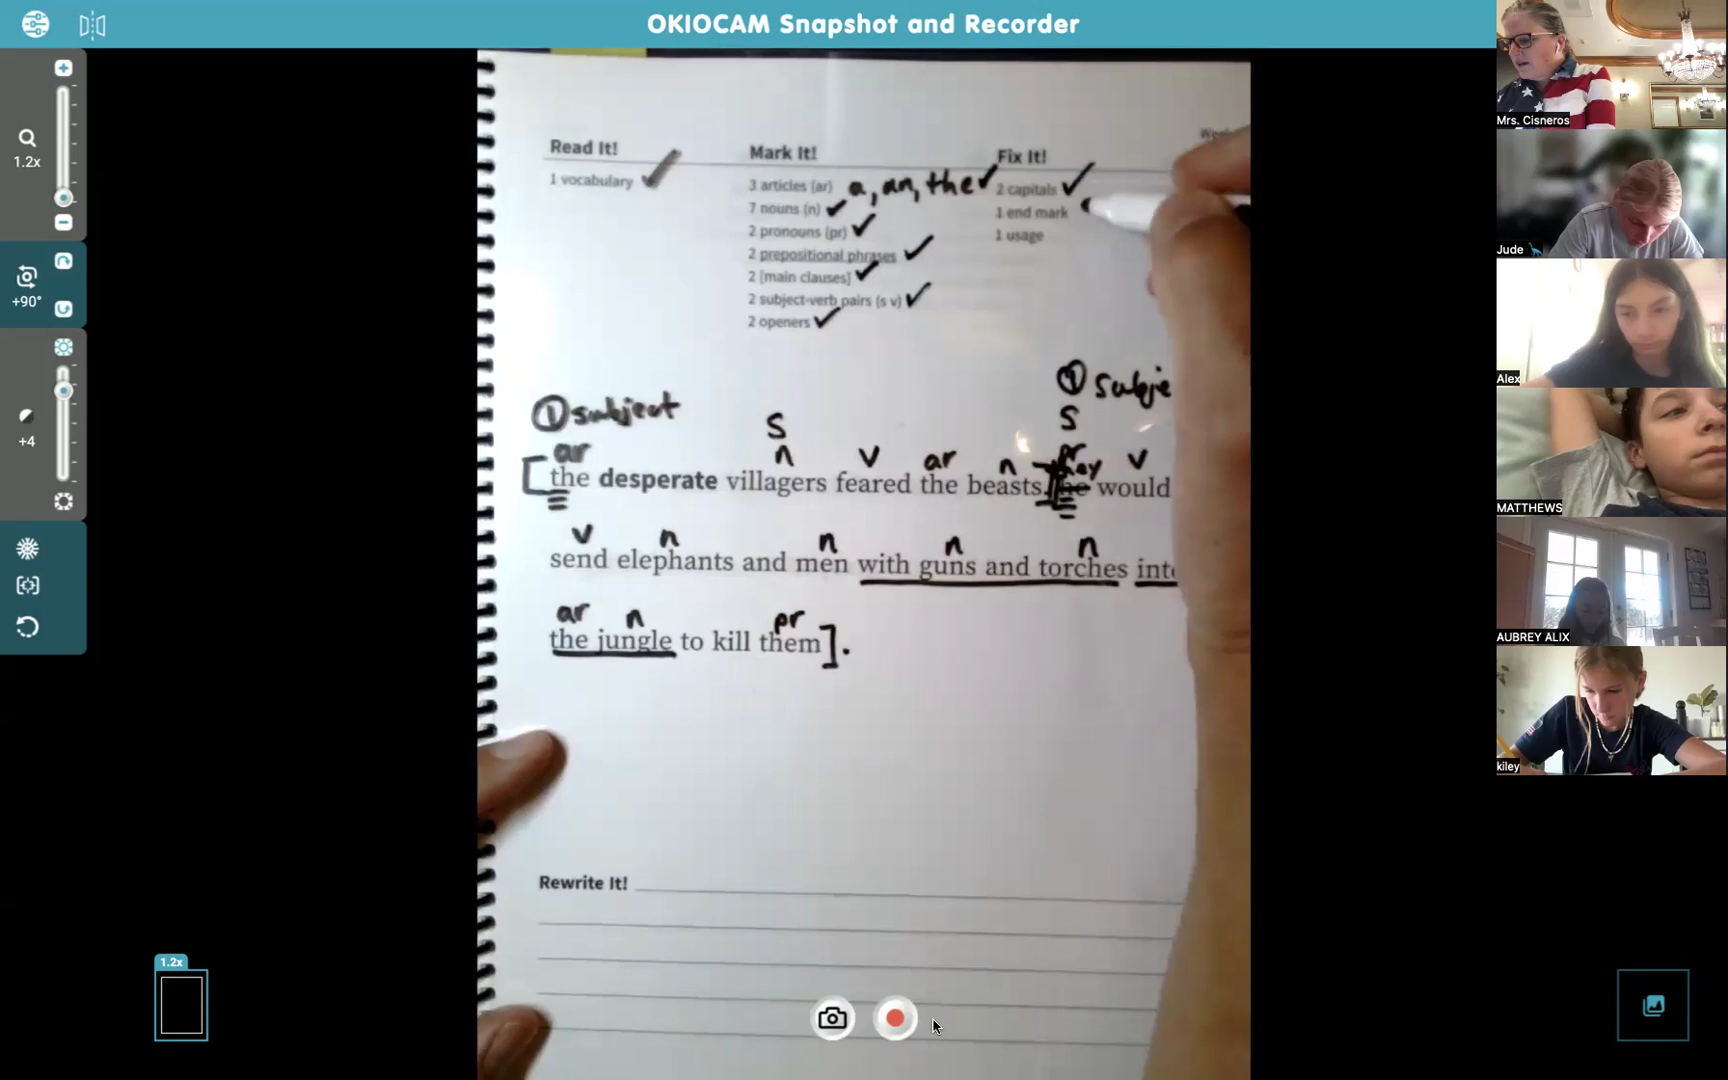 OKIOCAM Snapshot and Recorder
1.2x
+90°
+4
1.2x
Read It!
1 vocabulary
Mark It!
3 articles (ar) a, an, the
7 nouns (n)
2 pronouns (pr)
2 prepositional phrases
2 [main clauses]
2 subject-verb pairs (s v)
2 openers
Fix It!
2 capitals
1 end mark
1 usage
① subject
① subje
S
S
ar n v ar n pr v
they
[the desperate villagers feared the beasts.] he would
v n n n n
send elephants and men with guns and torches into
ar n pr
the jungle to kill them].
Rewrite It!
Mrs. Cisneros
Jude
Alex
MATTHEWS
AUBREY ALIX
kiley